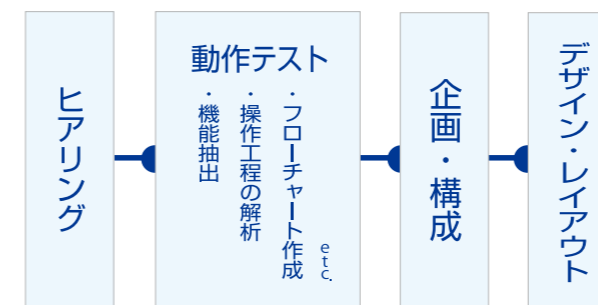 ヒアリング
動作テスト
・フローチャート作成
・操作工程の解析
・機能抽出
etc.
企画・構成
デザイン・レイアウト